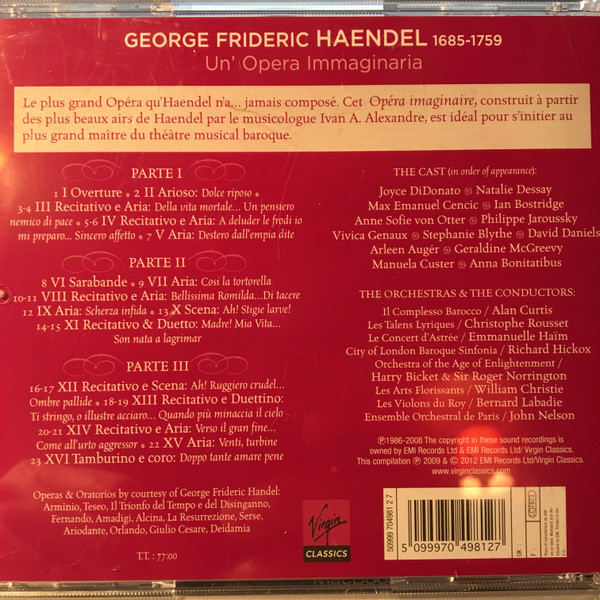 GEORGE FRIDERIC HAENDEL 1685-1759
Un' Opera Immaginaria
Le plus grand Opéra qu'Haendel n'a... jamais composé. Cet Opéra imaginaire, construit à partir
des plus beaux airs de Haendel par le musicologue Ivan A. Alexandre, est idéal pour s'initier au
plus grand maître du théâtre musical baroque.
PARTE I
1 I Overture • 2 II Arioso: Dolce riposo •
3-4 III Recitativo e Aria: Della vita mortale... Un pensiero
nemico di pace • 5-6 IV Recitativo e Aria: A deluder le frodi io
mi preparo... Sincero affetto • 7 V Aria: Destero dall'empia dite
PARTE II
8 VI Sarabande • 9 VII Aria: Cosi la tortorella
10-11 VIII Recitativo e Aria: Bellissima Romilda...Di tacere
12 IX Aria: Scherza infida • 13 X Scena: Ah! Stigie larve!
14-15 XI Recitativo & Duetto: Madre! Mia Vita...
Son nata a lagrimar
PARTE III
16-17 XII Recitativo e Scena: Ah! Ruggiero crudel...
Ombre pallide • 18-19 XIII Recitativo e Duettino:
Ti stringo, o illustre acciaro... Quando più minaccia il cielo
20-21 XIV Recitativo e Aria: Verso il gran fine...
Come all'urto aggressor • 22 XV Aria: Venti, turbine
23 XVI Tamburino e coro: Doppo tante amare pene
Operas & Oratorios by courtesy of George Frideric Handel:
Arminio, Teseo, Il Trionfo del Tempo e del Disinganno,
Fernando, Amadigi, Alcina, La Resurrezione, Serse,
Ariodante, Orlando, Giulio Cesare, Deidamia
T.T. : 77:00
THE CAST (in order of appearance):
Joyce DiDonato Natalie Dessay
Max Emanuel Cencic Ian Bostridge
Anne Sofie von Otter Philippe Jaroussky
Vivica Genaux Stephanie Blythe David Daniels
Arleen Augér Geraldine McGreevy
Manuela Custer Anna Bonitatibus
THE ORCHESTRAS & THE CONDUCTORS:
Il Complesso Barocco / Alan Curtis
Les Talens Lyriques / Christophe Rousset
Le Concert d'Astrée / Emmanuelle Haïm
City of London Baroque Sinfonia / Richard Hickox
Orchestra of the Age of Enlightenment /
Harry Bicket & Sir Roger Norrington
Les Arts Florissants / William Christie
Les Violons du Roy / Bernard Labadie
Ensemble Orchestral de Paris / John Nelson
℗1986-2008 The copyright in these sound recordings is
owned by EMI Records Ltd & EMI Records Ltd/Virgin Classics.
This compilation ℗ 2009 & © 2012 EMI Records Ltd/Virgin Classics.
www.virginclassics.com
Virgin
CLASSICS
50999 704981 2 7
5 099970 498127